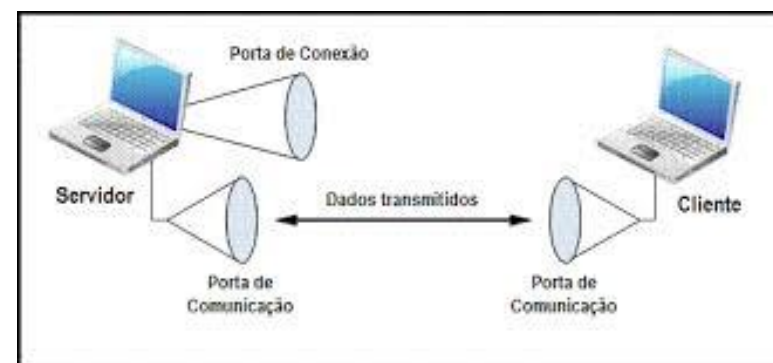 Porta de Conexão
Servidor
Dados transmitidos
Cliente
Porta de
Comunicação
Porta de
Comunicação